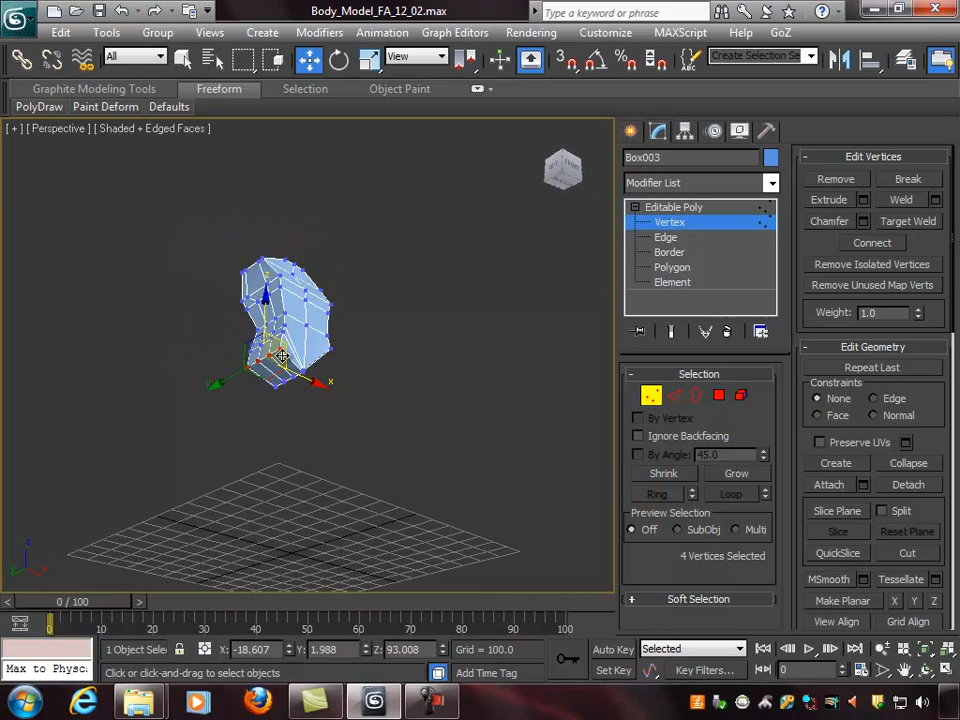 Body_Model_FA_12_02.max
Type a keyword or phrase
Edit Tools Group Views Create Modifiers Animation Graph Editors Rendering Customize MAXScript Help GoZ
All
View
3
Create Selection Se
Graphite Modeling Tools Freeform Selection Object Paint
PolyDraw Paint Deform Defaults
[ + ] [ Perspective ] [ Shaded + Edged Faces ]
Box003
Modifier List
Editable Poly
Vertex
Edge
Border
Polygon
Element
- Selection
By Vertex
Ignore Backfacing
By Angle: 45.0
Shrink Grow
Ring Loop
Preview Selection
Off SubObj Multi
4 Vertices Selected
+ Soft Selection
- Edit Vertices
Remove Break
Extrude Weld
Chamfer Target Weld
Connect
Remove Isolated Vertices
Remove Unused Map Verts
Weight: 1.0
- Edit Geometry
Repeat Last
Constraints
None Edge
Face Normal
Preserve UVs
Create Collapse
Attach Detach
Slice Plane Split
Slice Reset Plane
QuickSlice Cut
MSmooth Tessellate
Make Planar X Y Z
View Align Grid Align
z
x
y
z
x
y
< 0 / 100 >
0 10 20 30 40 50 60 70 80 90 100
1 Object Sele
X: -18.607 Y: 1.988 Z: 93.008 Grid = 100.0
Auto Key Selected
Max to Physc:
Click or click-and-drag to select objects
Add Time Tag
Set Key Key Filters... 0